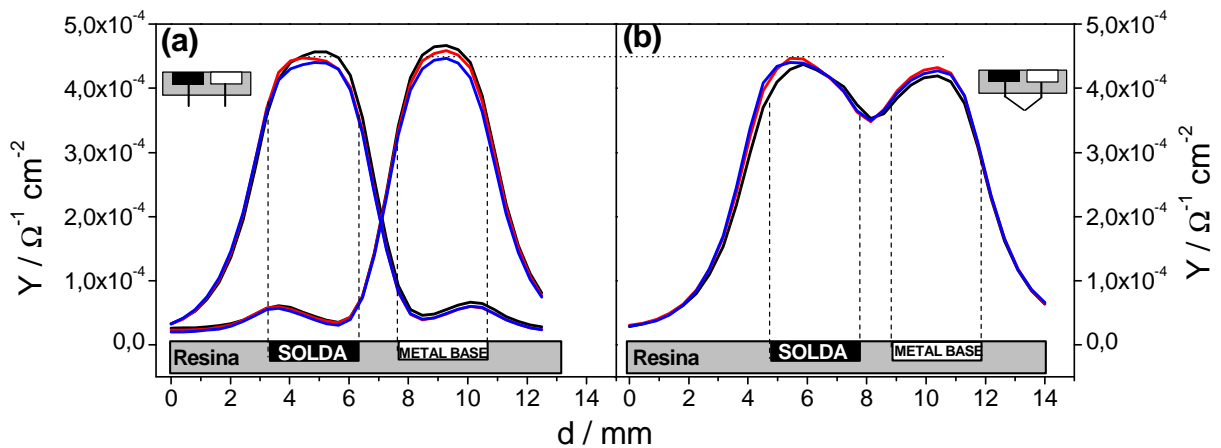 (a)
(b)
5,0x10-4
4,0x10-4
3,0x10-4
2,0x10-4
1,0x10-4
0,0
Y / Ω-1 cm-2
Resina
SOLDA
METAL BASE
0 2 4 6 8 10 12 14
Resina
SOLDA
METAL BASE
0 2 4 6 8 10 12 14
5,0x10-4
4,0x10-4
3,0x10-4
2,0x10-4
1,0x10-4
0,0
Y / Ω-1 cm-2
d / mm